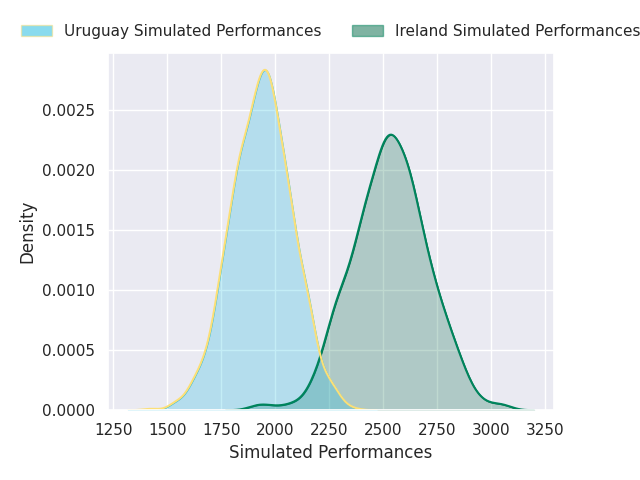 Uruguay Simulated Performances Ireland Simulated Performances
0.0025
0.0020
0.0015
0.0010
0.0005
0.0000
Density
1250 1500 1750 2000 2250 2500 2750 3000 3250
Simulated Performances